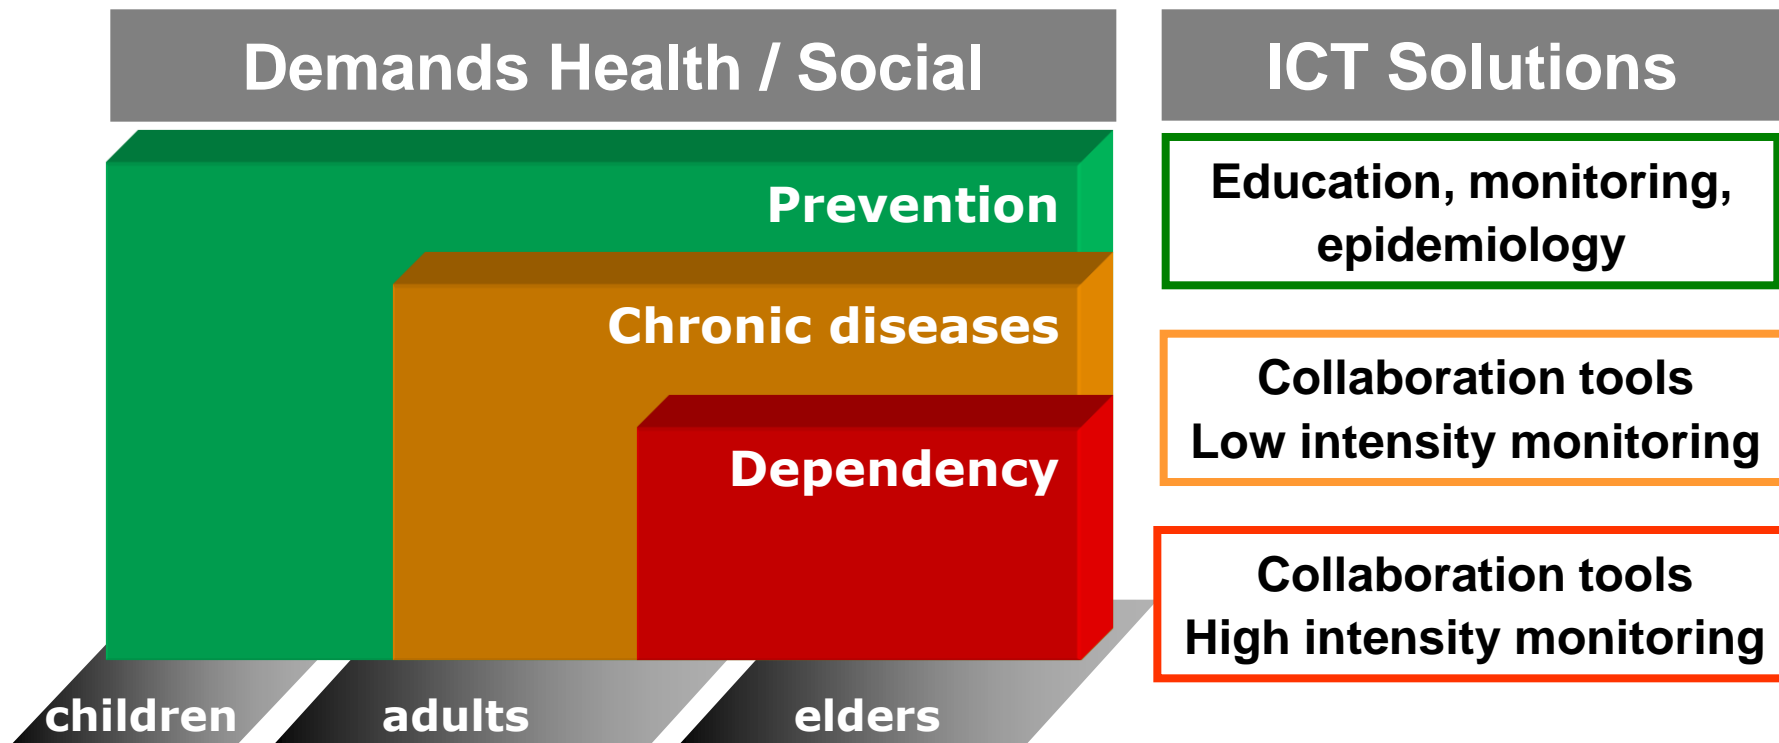 Demands Health / Social
ICT Solutions
Prevention
Education, monitoring,
epidemiology
Chronic diseases
Collaboration tools
Low intensity monitoring
Dependency
Collaboration tools
High intensity monitoring
children
adults
elders